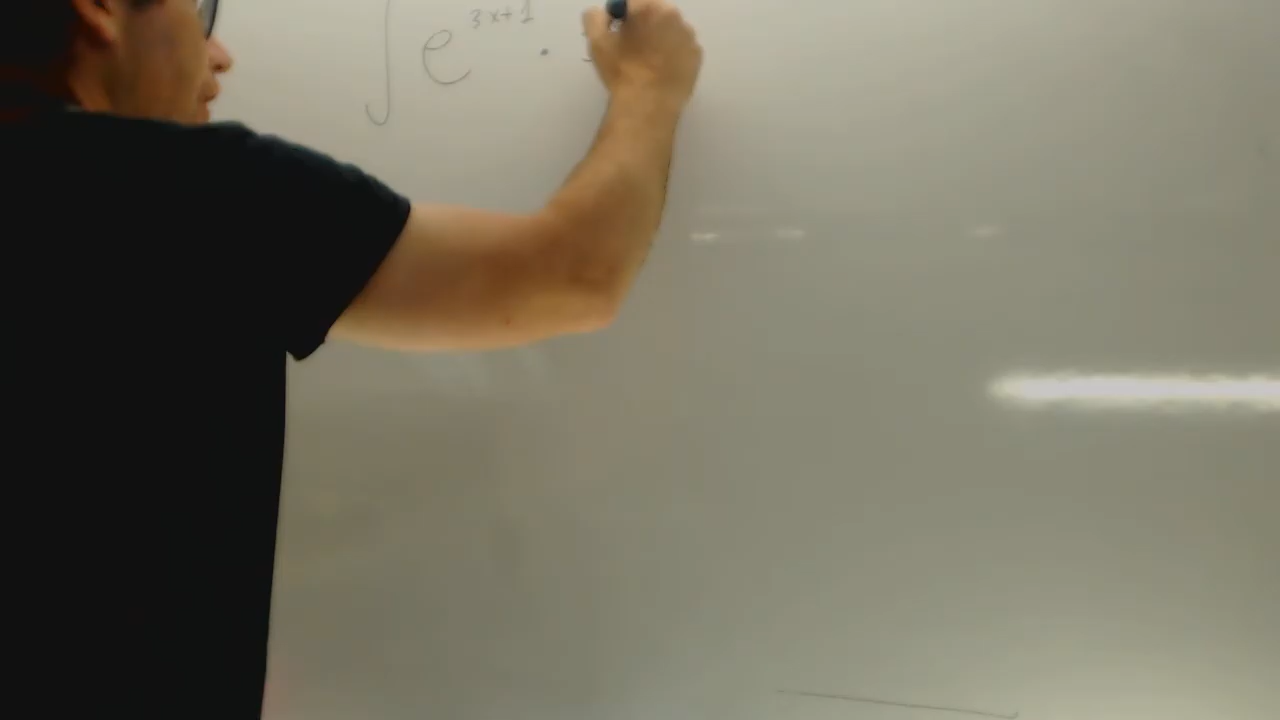 ∫ e^{3x+1} ·